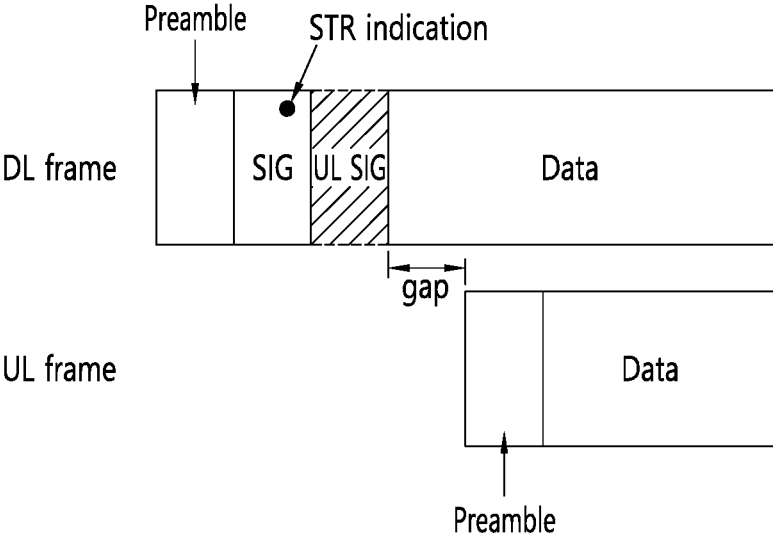 Preamble
STR indication
DL frame
SIG
UL SIG
Data
gap
UL frame
Data
Preamble